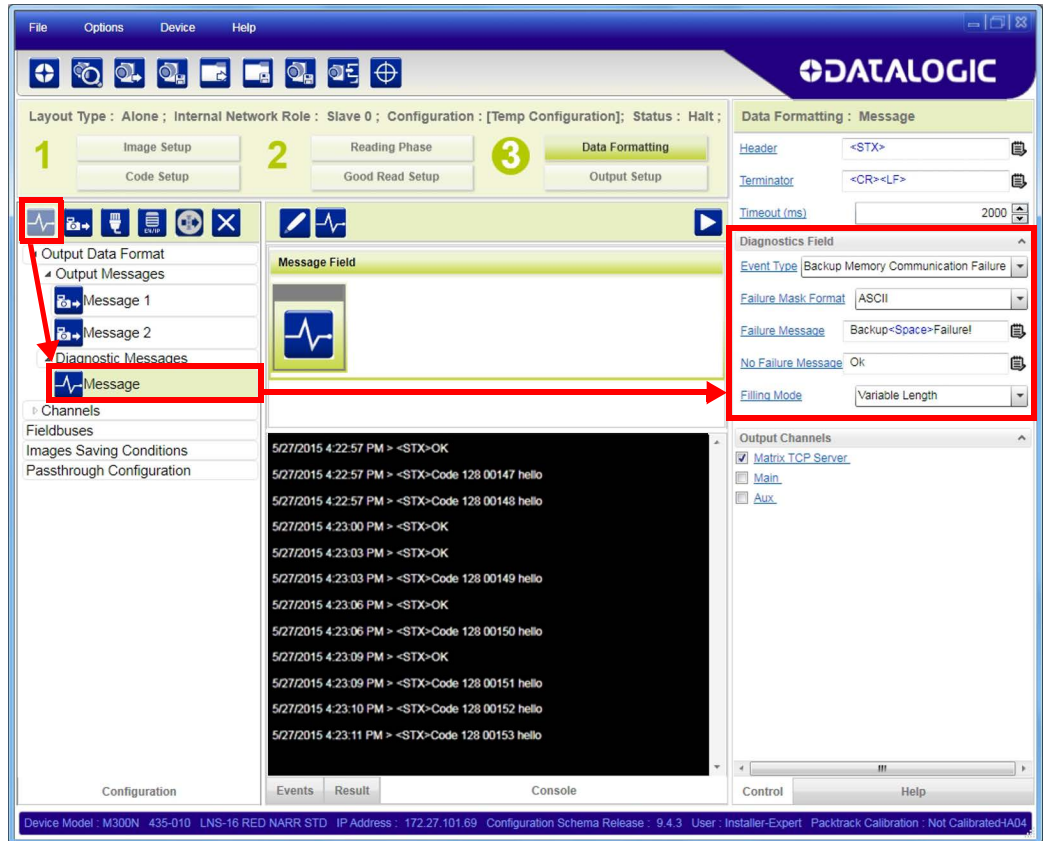 File Options Device Help
DATALOGIC
Layout Type : Alone ; Internal Network Role : Slave 0 ; Configuration : [Temp Configuration]; Status : Halt ;
1 Image Setup 2 Reading Phase 3 Data Formatting
Code Setup Good Read Setup Output Setup
EN/IP
Output Data Format
Output Messages
Message 1
Message 2
Diagnostic Messages
Message
Channels
Fieldbuses
Images Saving Conditions
Passthrough Configuration
Configuration
Message Field
5/27/2015 4:22:57 PM > <STX>OK
5/27/2015 4:22:57 PM > <STX>Code 128 00147 hello
5/27/2015 4:22:57 PM > <STX>Code 128 00148 hello
5/27/2015 4:23:00 PM > <STX>OK
5/27/2015 4:23:03 PM > <STX>OK
5/27/2015 4:23:03 PM > <STX>Code 128 00149 hello
5/27/2015 4:23:06 PM > <STX>OK
5/27/2015 4:23:06 PM > <STX>Code 128 00150 hello
5/27/2015 4:23:09 PM > <STX>OK
5/27/2015 4:23:09 PM > <STX>Code 128 00151 hello
5/27/2015 4:23:10 PM > <STX>Code 128 00152 hello
5/27/2015 4:23:11 PM > <STX>Code 128 00153 hello
Events Result Console
Data Formatting : Message
Header <STX>
Terminator <CR><LF>
Timeout (ms) 2000
Diagnostics Field
Event Type Backup Memory Communication Failure
Failure Mask Format ASCII
Failure Message Backup<Space>Failure!
No Failure Message Ok
Filling Mode Variable Length
Output Channels
Matrix TCP Server
Main
Aux
Control Help
Device Model : M300N 435-010 LNS-16 RED NARR STD IP Address : 172.27.101.69 Configuration Schema Release : 9.4.3 User : Installer-Expert Packtrack Calibration : Not Calibrated HA04